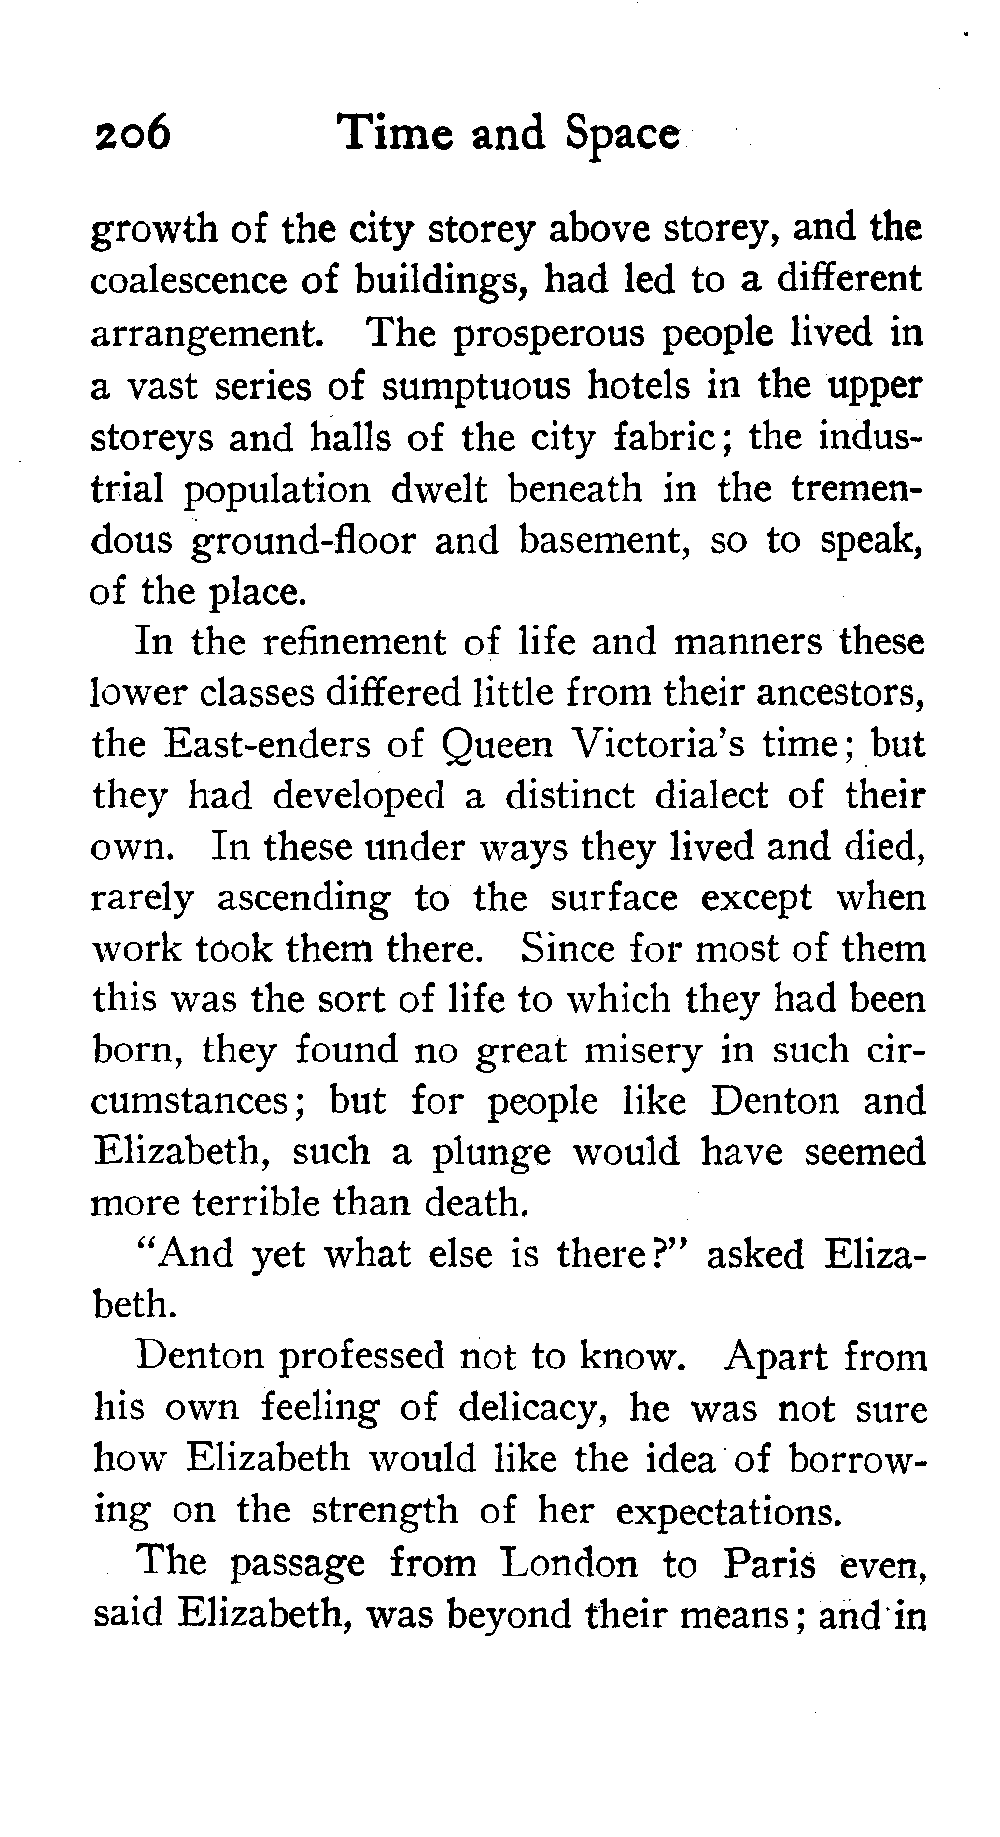 206 Time and Space
growth of the city storey above storey, and the
coalescence of buildings, had led to a different
arrangement. The prosperous people lived in
a vast series of sumptuous hotels in the upper
storeys and halls of the city fabric; the indus-
trial population dwelt beneath in the tremen-
dous ground-floor and basement, so to speak,
of the place.
In the refinement of life and manners these
lower classes differed little from their ancestors,
the East-enders of Queen Victoria's time; but
they had developed a distinct dialect of their
own. In these under ways they lived and died,
rarely ascending to the surface except when
work took them there. Since for most of them
this was the sort of life to which they had been
born, they found no great misery in such cir-
cumstances; but for people like Denton and
Elizabeth, such a plunge would have seemed
more terrible than death.
“And yet what else is there?” asked Eliza-
beth.
Denton professed not to know. Apart from
his own feeling of delicacy, he was not sure
how Elizabeth would like the idea of borrow-
ing on the strength of her expectations.
The passage from London to Paris even,
said Elizabeth, was beyond their means; and in